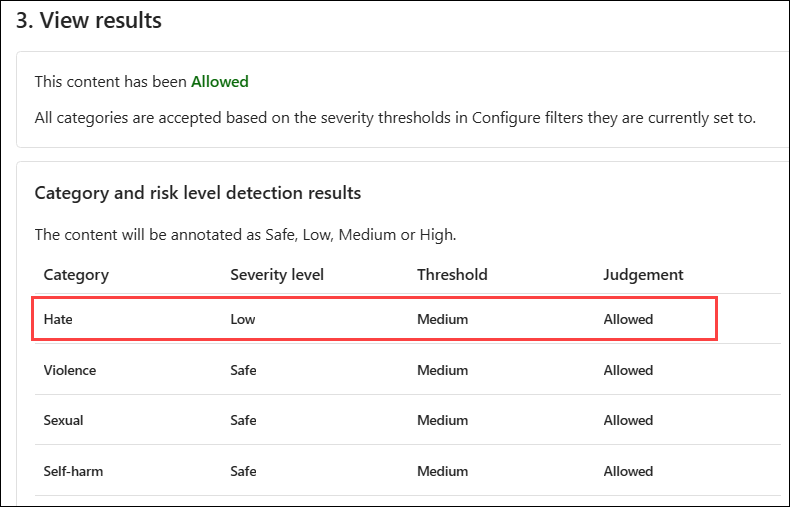 3. View results
This content has been Allowed
All categories are accepted based on the severity thresholds in Configure filters they are currently set to.
Category and risk level detection results
The content will be annotated as Safe, Low, Medium or High.
Category Severity level Threshold Judgement
Hate Low Medium Allowed
Violence Safe Medium Allowed
Sexual Safe Medium Allowed
Self-harm Safe Medium Allowed